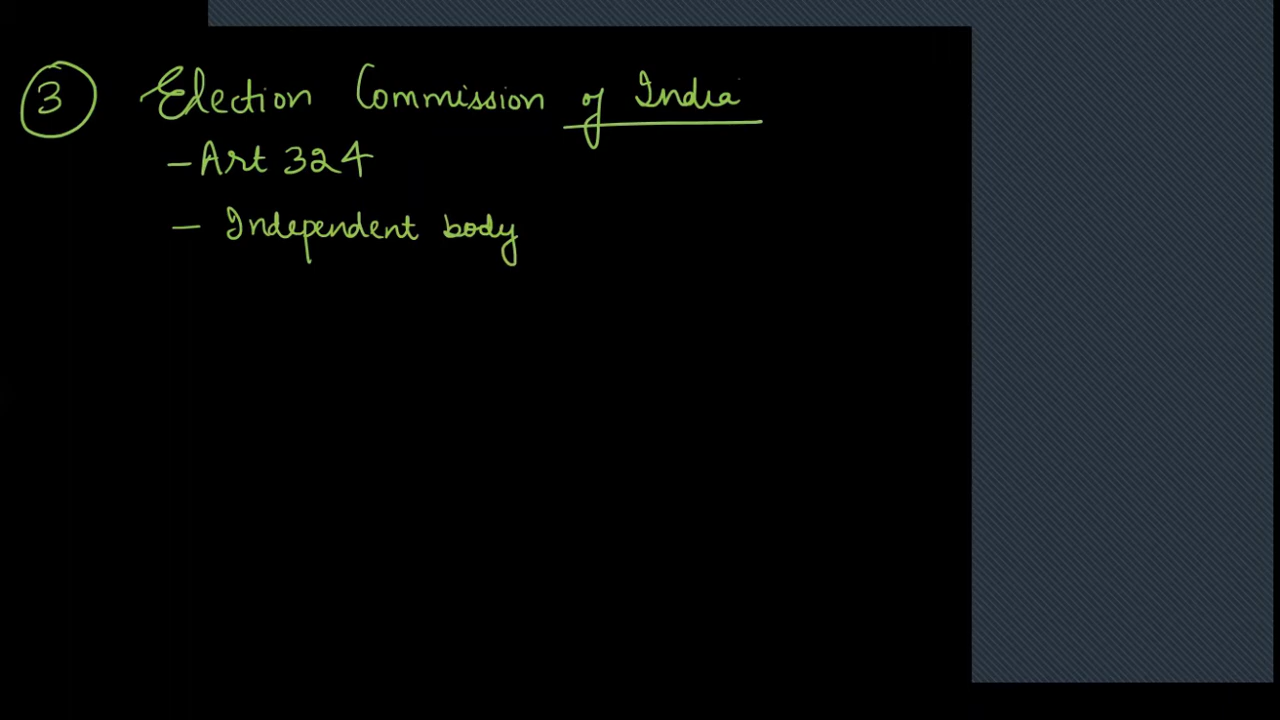 3 Election Commission of India
- Art 324
- Independent body